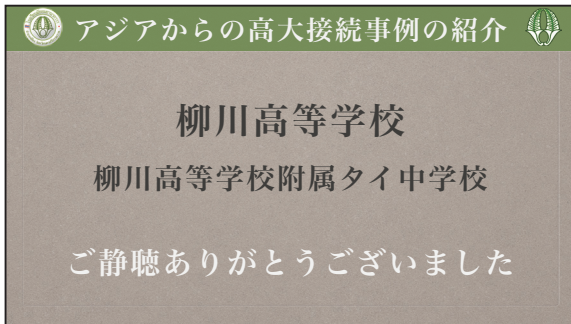 アジアからの高大接続事例の紹介
柳川高等学校
柳川高等学校附属タイ中学校
ご静聴ありがとうございました